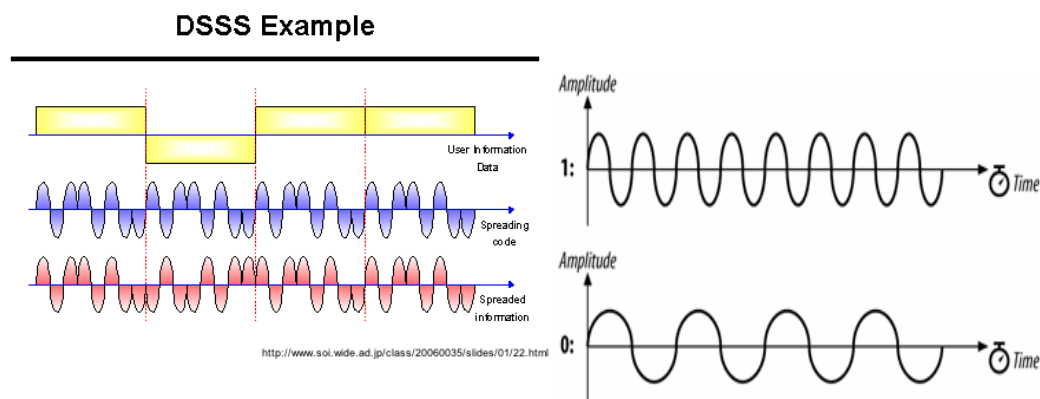 DSSS Example
User Information
Data
Spreading
code
Spreaded
information
http://www.soi.wide.ad.jp/class/20060035/slides/01/22.html
Amplitude
1:
Time
Amplitude
0:
Time